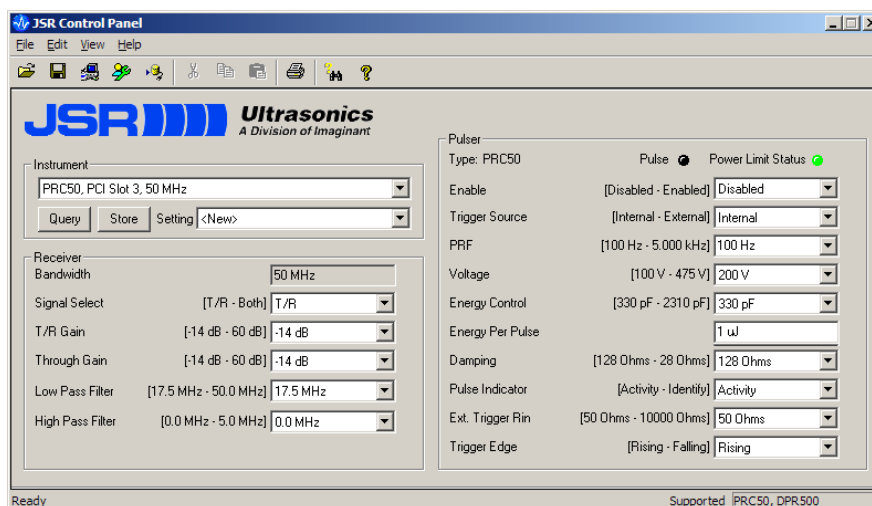 JSR Control Panel
File Edit View Help
JSR Ultrasonics
A Division of Imaginant
Instrument
PRC50, PCI Slot 3, 50 MHz
Query Store Setting <New>
Receiver
Bandwidth 50 MHz
Signal Select [T/R - Both] T/R
T/R Gain [-14 dB - 60 dB] -14 dB
Through Gain [-14 dB - 60 dB] -14 dB
Low Pass Filter [17.5 MHz - 50.0 MHz] 17.5 MHz
High Pass Filter [0.0 MHz - 5.0 MHz] 0.0 MHz
Pulser
Type: PRC50 Pulse Power Limit Status
Enable [Disabled - Enabled] Disabled
Trigger Source [Internal - External] Internal
PRF [100 Hz - 5.000 kHz] 100 Hz
Voltage [100 V - 475 V] 200 V
Energy Control [330 pF - 2310 pF] 330 pF
Energy Per Pulse 1 uJ
Damping [128 Ohms - 28 Ohms] 128 Ohms
Pulse Indicator [Activity - Identify] Activity
Ext. Trigger Rin [50 Ohms - 10000 Ohms] 50 Ohms
Trigger Edge [Rising - Falling] Rising
Ready Supported PRC50, DPR500